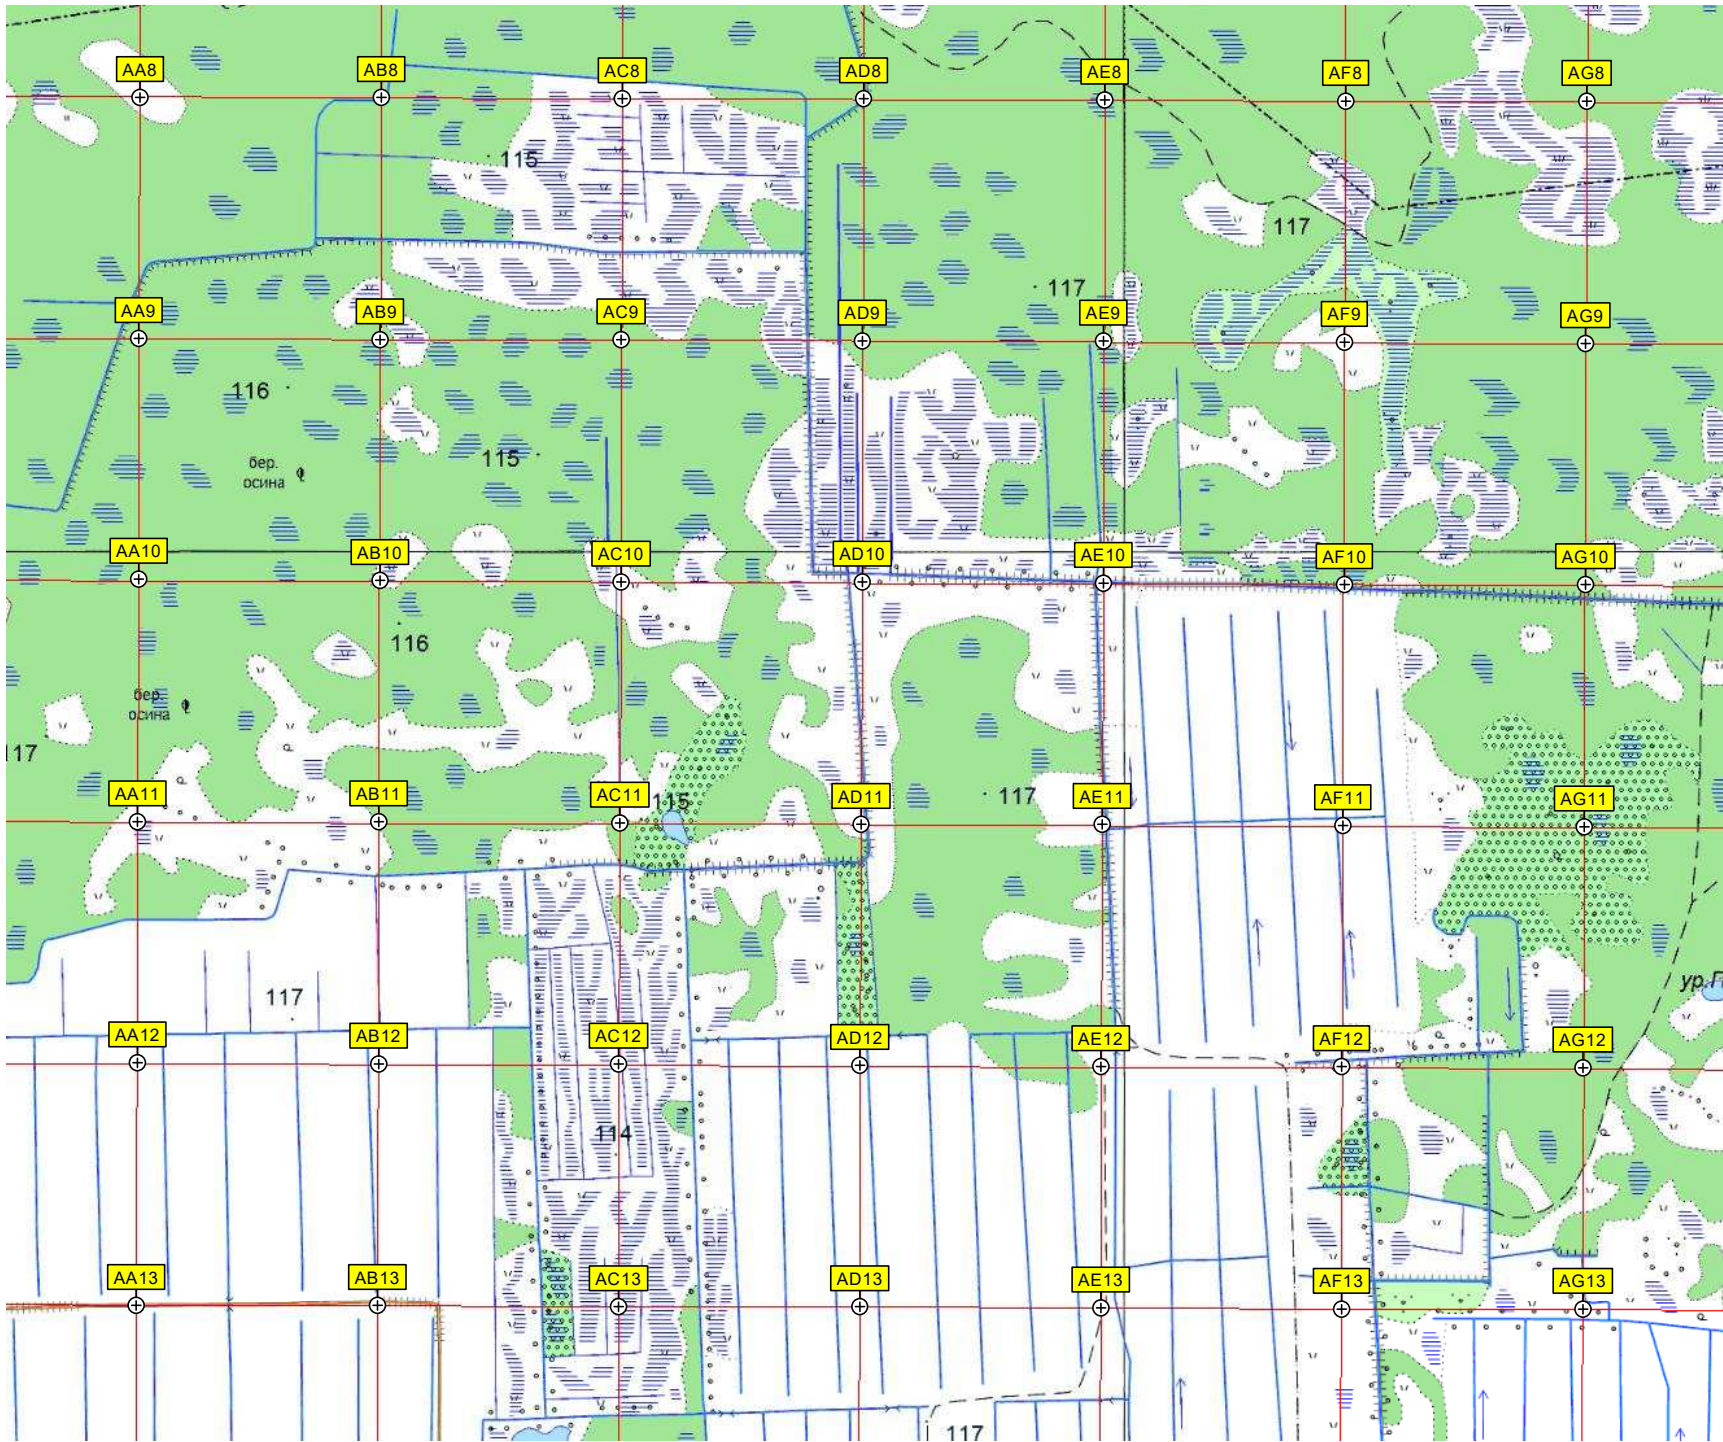 AA8
AB8
AC8
AD8
AE8
AF8
AG8
115
117
117
AA9
AB9
AC9
AD9
AE9
AF9
AG9
116
115
бер.
осина
AA10
AB10
AC10
AD10
AE10
AF10
AG10
116
бер.
осина
117
AA11
AB11
AC11
115
AD11
117
AE11
AF11
AG11
117
ур.Г
AA12
AB12
AC12
AD12
AE12
AF12
AG12
114
AA13
AB13
AC13
AD13
AE13
AF13
AG13
117